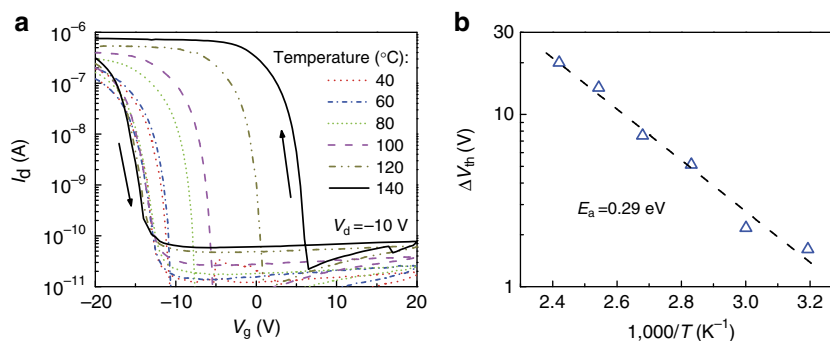 a
10⁻⁶
10⁻⁷
10⁻⁸
10⁻⁹
10⁻¹⁰
10⁻¹¹
I_d (A)
Temperature (°C):
40
60
80
100
120
140
V_d =−10 V
−20 −10 0 10 20
V_g (V)
b
30
10
1
ΔV_th (V)
E_a =0.29 eV
2.4 2.6 2.8 3.0 3.2
1,000/T (K⁻¹)